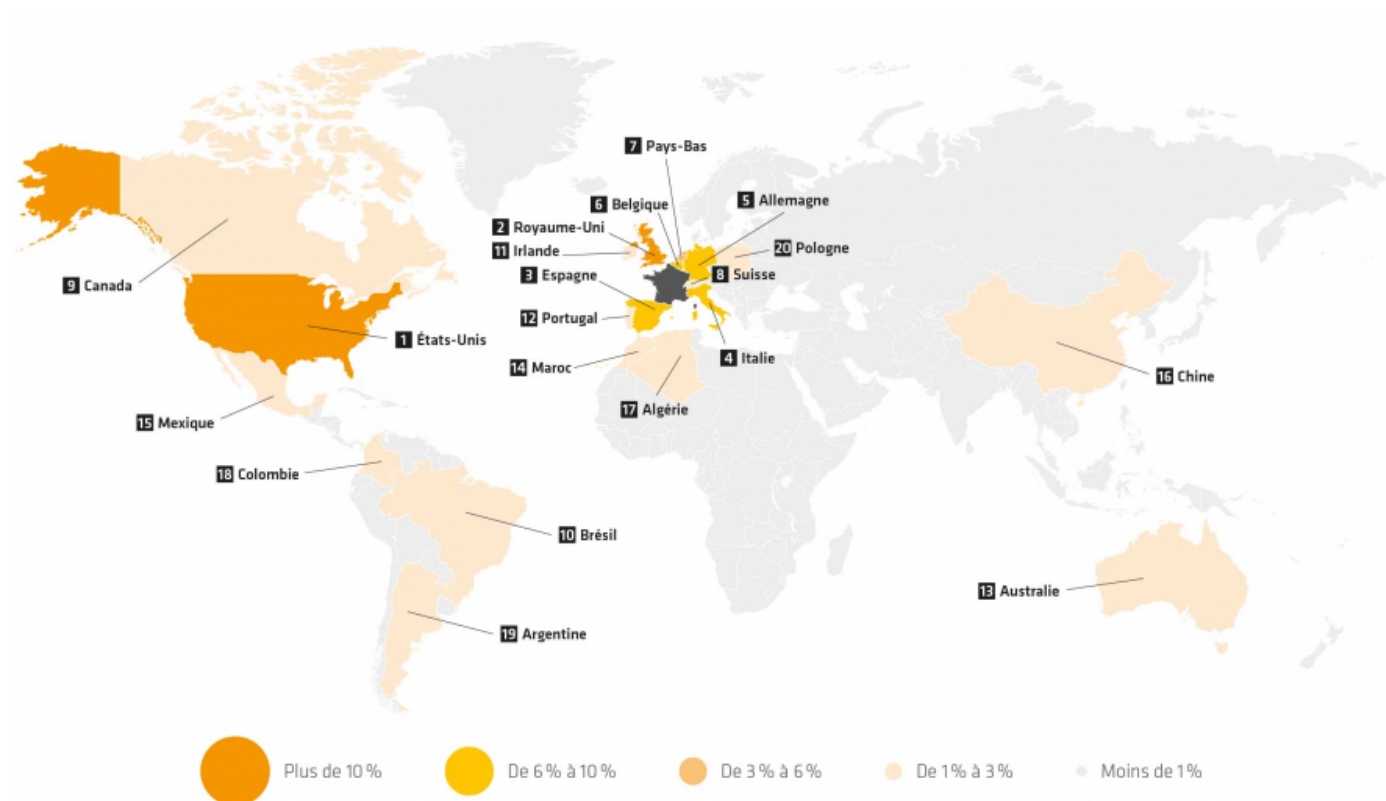 7 Pays-Bas
6 Belgique
5 Allemagne
2 Royaume-Uni
11 Irlande
20 Pologne
3 Espagne
8 Suisse
9 Canada
12 Portugal
1 États-Unis
4 Italie
14 Maroc
16 Chine
17 Algérie
15 Mexique
18 Colombie
10 Brésil
13 Australie
19 Argentine
Plus de 10 %
De 6 % à 10 %
De 3 % à 6 %
De 1 % à 3 %
Moins de 1 %